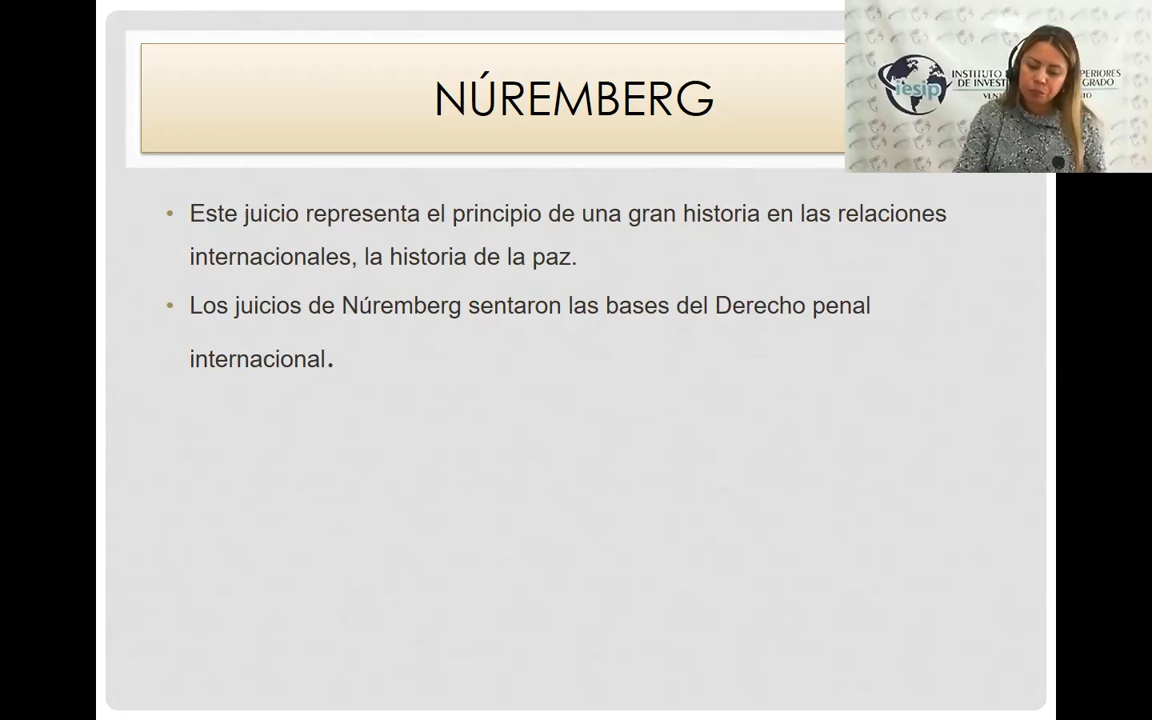 NÚREMBERG
iesip
INSTITUTO
PERIORES
DE INVEST
GRADO
Este juicio representa el principio de una gran historia en las relaciones
internacionales, la historia de la paz.
Los juicios de Núremberg sentaron las bases del Derecho penal
internacional.